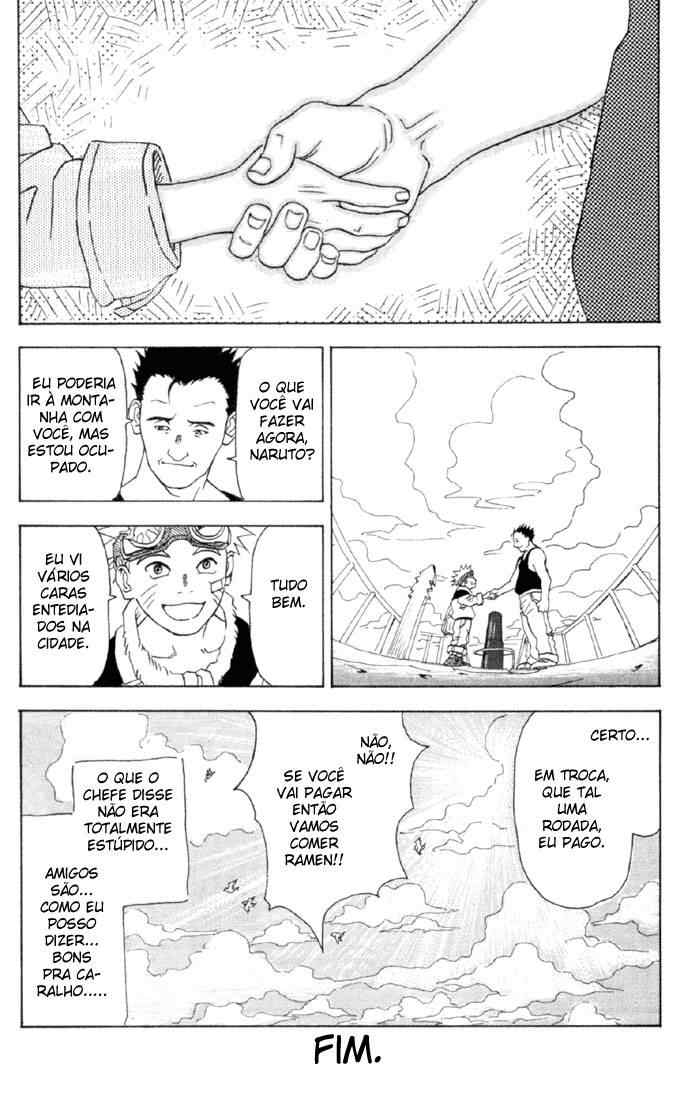 O QUE
VOCÊ VAI
FAZER
AGORA,
NARUTO?
EU PODERIA
IR À MONTA-
NHA COM
VOCÊ, MAS
ESTOU OCU-
PADO.
TUDO
BEM.
EU VI
VÁRIOS
CARAS
ENTEDIA-
DOS NA
CIDADE.
CERTO...
EM TROCA,
QUE TAL
UMA
RODADA,
EU PAGO.
NÃO,
NÃO!!
SE VOCÊ
VAI PAGAR
ENTÃO
VAMOS
COMER
RAMEN!!
O QUE O
CHEFE DISSE
NÃO ERA
TOTALMENTE
ESTÚPIDO...
AMIGOS
SÃO...
COMO EU
POSSO
DIZER...
BONS
PRA CA-
RALHO.....
FIM.